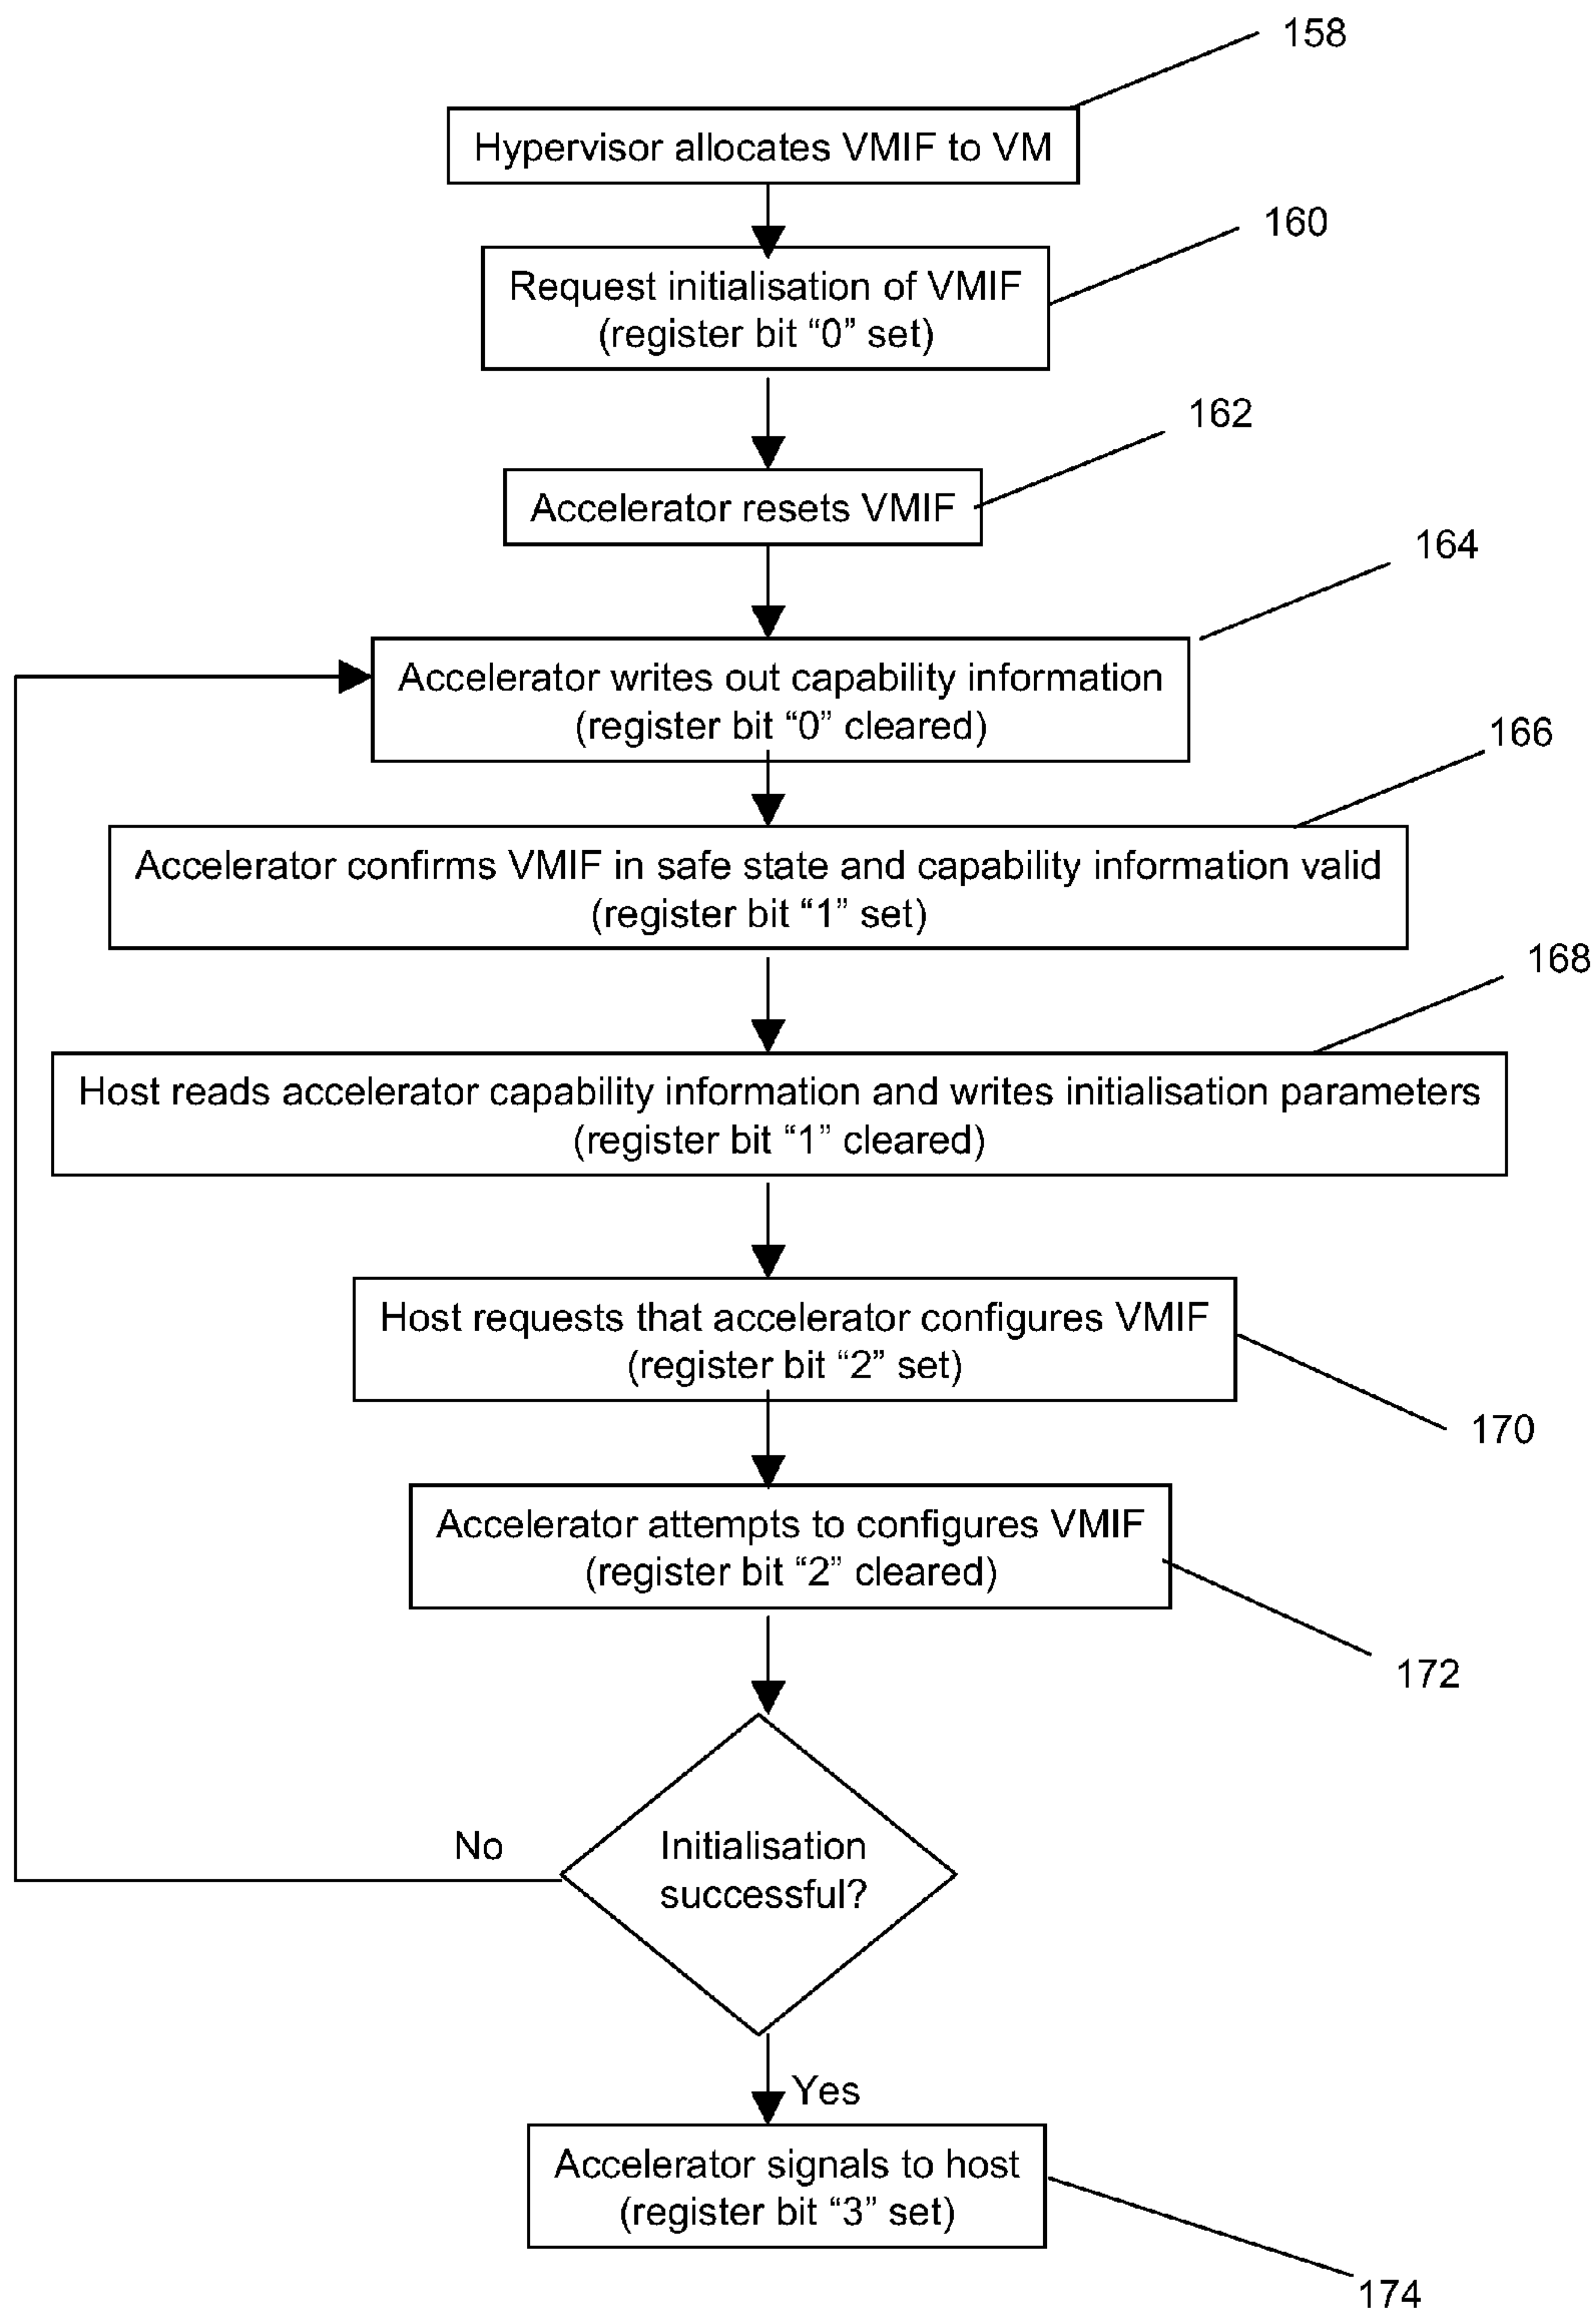 158
Hypervisor allocates VMIF to VM
160
Request initialisation of VMIF
(register bit “0” set)
162
Accelerator resets VMIF
164
Accelerator writes out capability information
(register bit “0” cleared)
166
Accelerator confirms VMIF in safe state and capability information valid
(register bit “1” set)
168
Host reads accelerator capability information and writes initialisation parameters
(register bit “1” cleared)
Host requests that accelerator configures VMIF
(register bit “2” set)
170
Accelerator attempts to configures VMIF
(register bit “2” cleared)
172
No
Initialisation
successful?
Yes
Accelerator signals to host
(register bit “3” set)
174